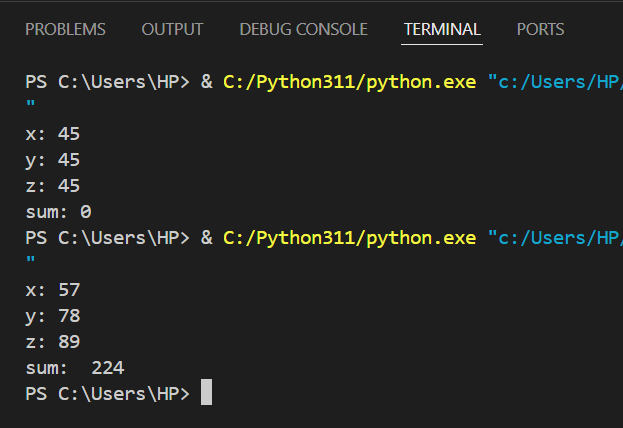 PROBLEMS OUTPUT DEBUG CONSOLE TERMINAL PORTS
PS C:\Users\HP> & C:/Python311/python.exe "c:/Users/HP/
"
x: 45
y: 45
z: 45
sum: 0
PS C:\Users\HP> & C:/Python311/python.exe "c:/Users/HP/
"
x: 57
y: 78
z: 89
sum:  224
PS C:\Users\HP>